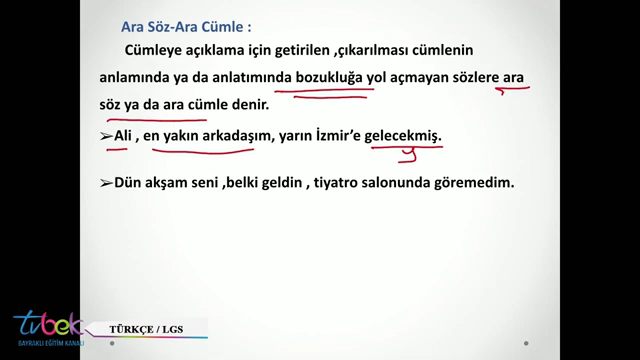 Ara Söz-Ara Cümle :
Cümleye açıklama için getirilen ,çıkarılması cümlenin
anlamında ya da anlatımında bozukluğa yol açmayan sözlere ara
söz ya da ara cümle denir.
➢Ali , en yakın arkadaşım, yarın İzmir’e gelecekmiş.
y
➢Dün akşam seni ,belki geldin , tiyatro salonunda göremedim.
tvbek
BAYRAKLI EĞİTİM KANALI
TÜRKÇE / LGS